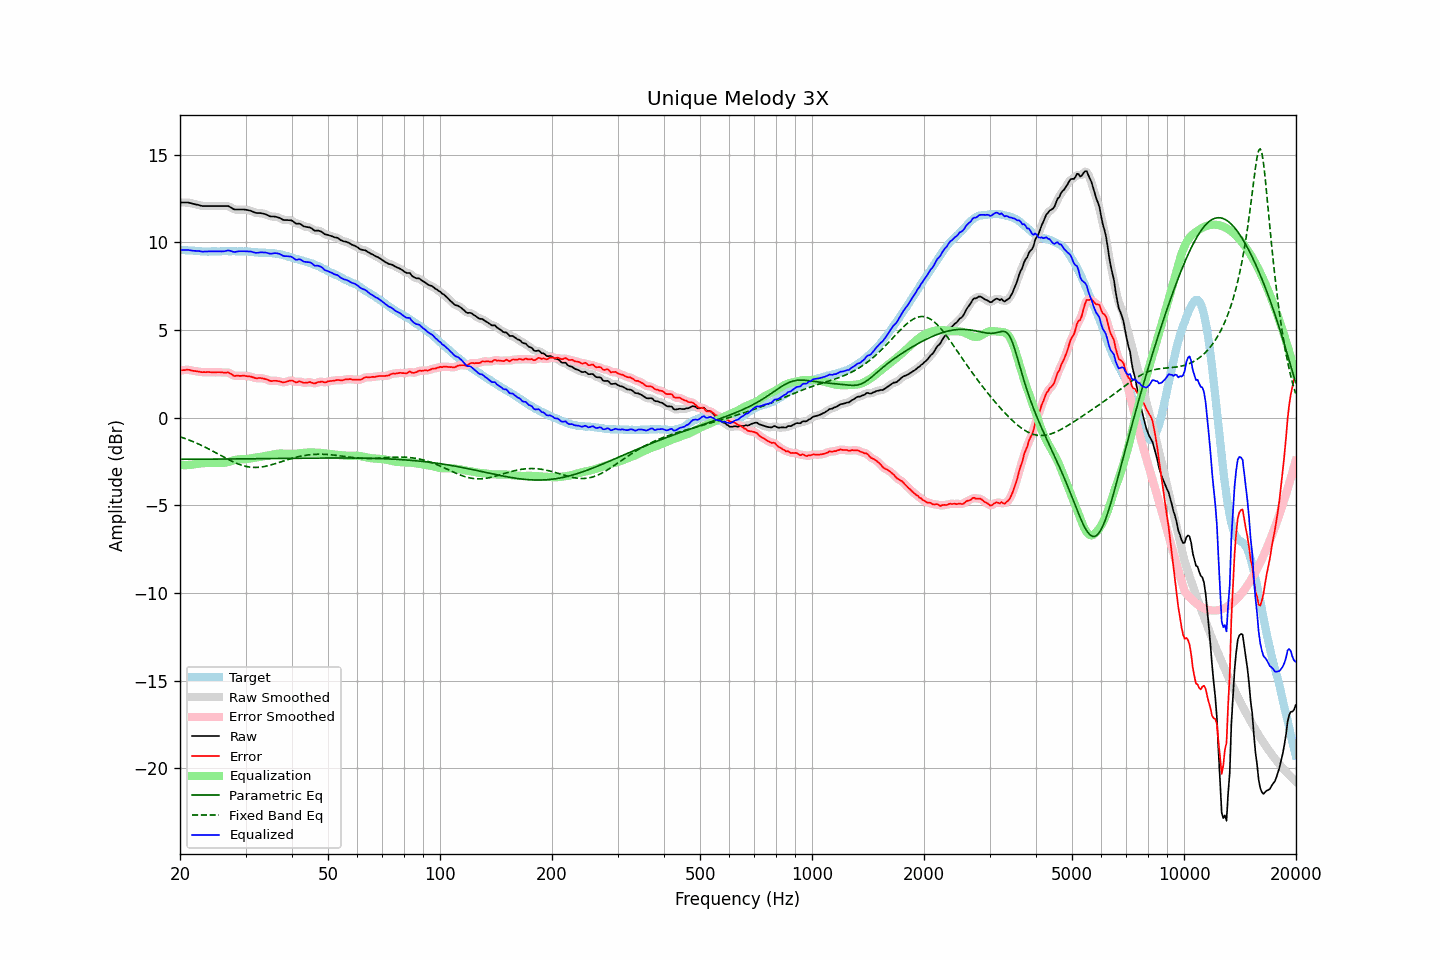 Unique Melody 3X
15
10
5
0
−5
−10
−15
−20
Amplitude (dBr)
Target
Raw Smoothed
Error Smoothed
Raw
Error
Equalization
Parametric Eq
Fixed Band Eq
Equalized
20
50
100
200
500
1000
2000
5000
10000
20000
Frequency (Hz)